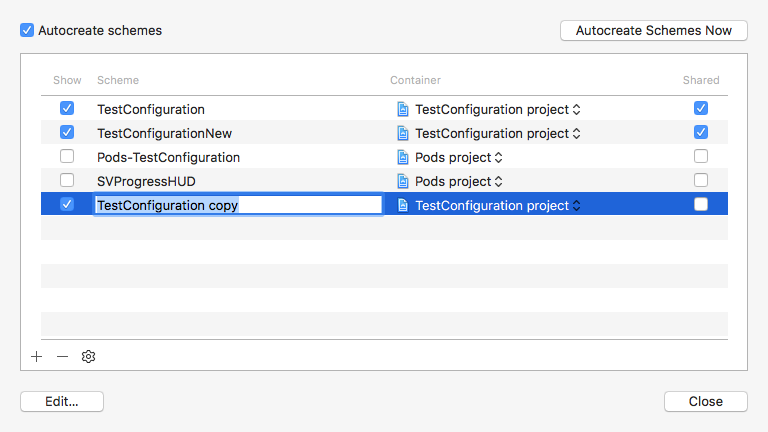 Autocreate schemes
Autocreate Schemes Now
Show Scheme Container Shared
TestConfiguration TestConfiguration project
TestConfigurationNew TestConfiguration project
Pods-TestConfiguration Pods project
SVProgressHUD Pods project
TestConfiguration copy TestConfiguration project
Edit...
Close